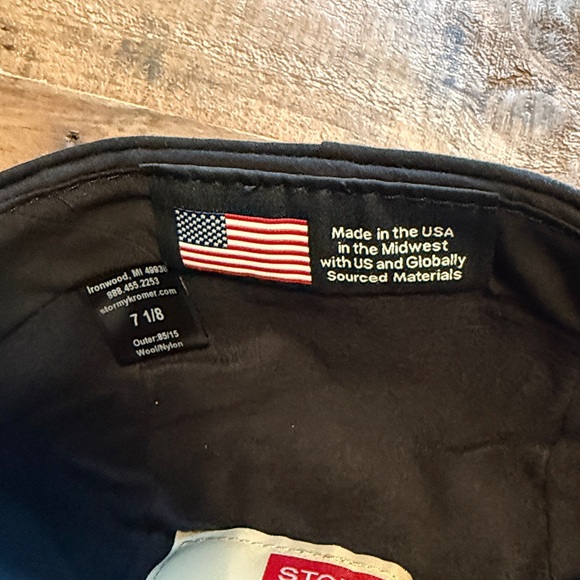 Made in the USA
in the Midwest
with US and Globally
Sourced Materials
Ironwood, MI 49938
988.455.2253
stormykromer.com
7 1/8
Outer:85/15
Wool/Nylon